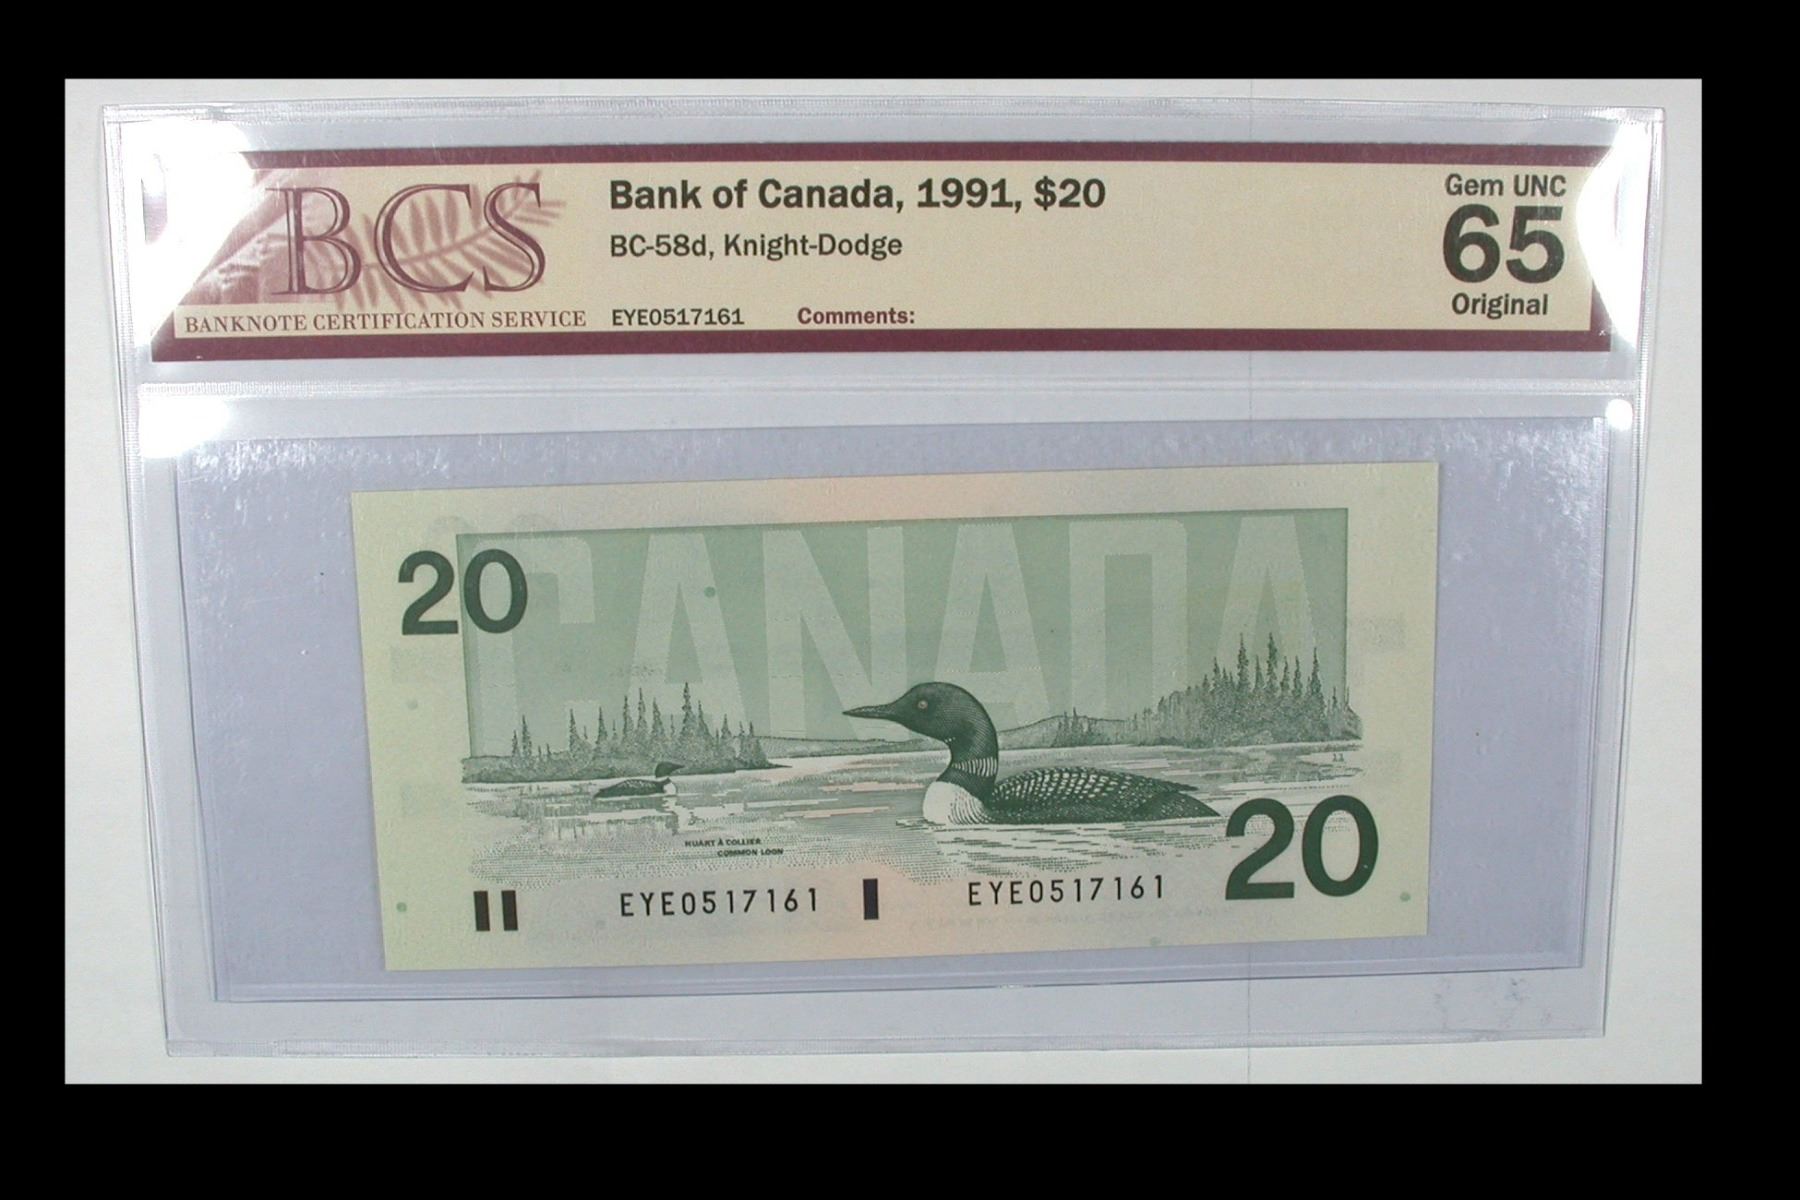 BCS
BANKNOTE CERTIFICATION SERVICE
Bank of Canada, 1991, $20
BC-58d, Knight-Dodge
EYE0517161 Comments:
Gem UNC
65
Original
CANADA
20
HUART À COLLIER
COMMON LOON
20
EYE0517161 EYE0517161